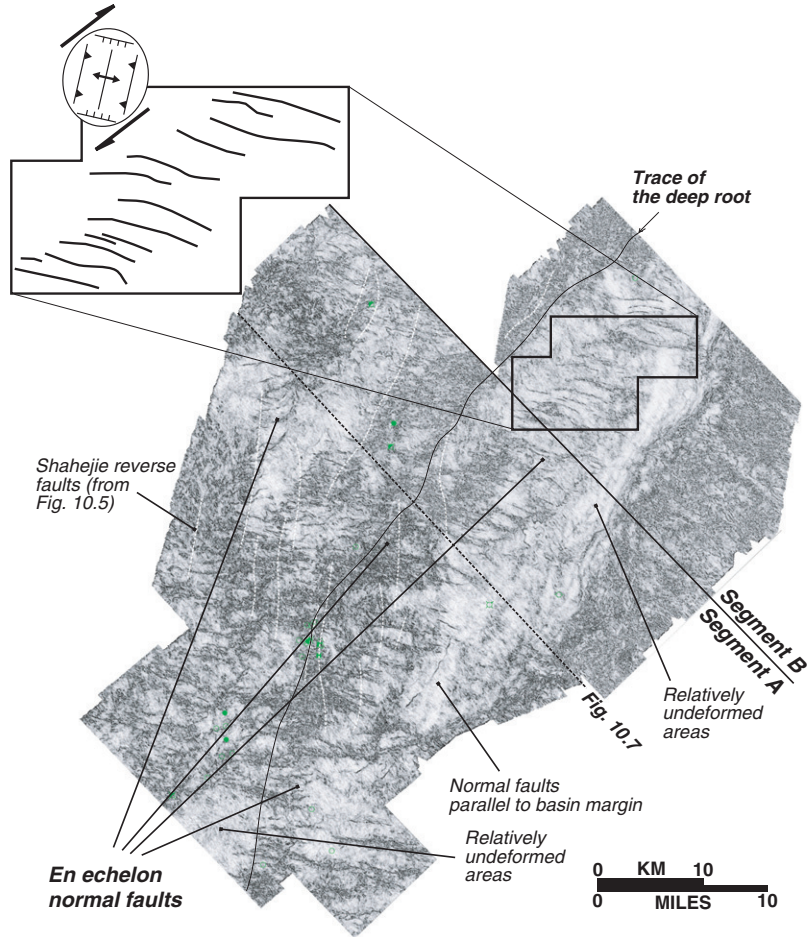 Trace of
the deep root
Shahejie reverse
faults (from
Fig. 10.5)
Segment B
Segment A
Fig. 10.7
Relatively
undeformed
areas
Normal faults
parallel to basin margin
Relatively
undeformed
areas
En echelon
normal faults
0 KM 10
0 MILES 10